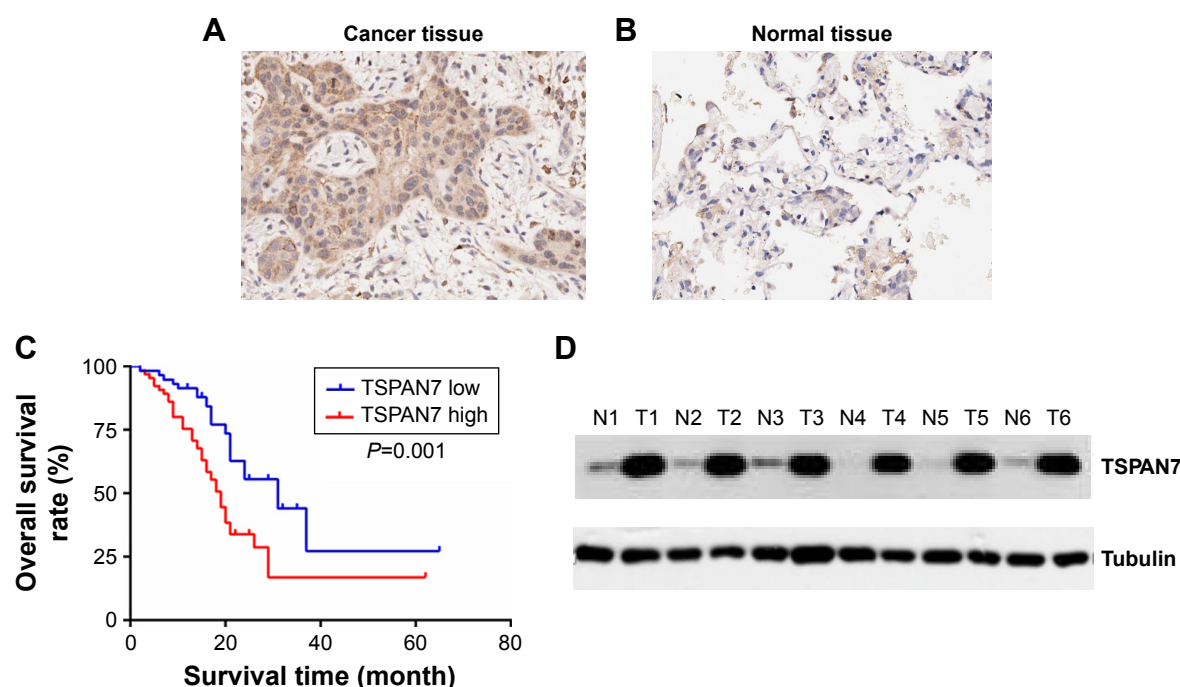 A
Cancer tissue
B
Normal tissue
C
100
75
50
25
0
Overall survival
rate (%)
TSPAN7 low
TSPAN7 high
P=0.001
0 20 40 60 80
Survival time (month)
D
N1 T1 N2 T2 N3 T3 N4 T4 N5 T5 N6 T6
TSPAN7
Tubulin